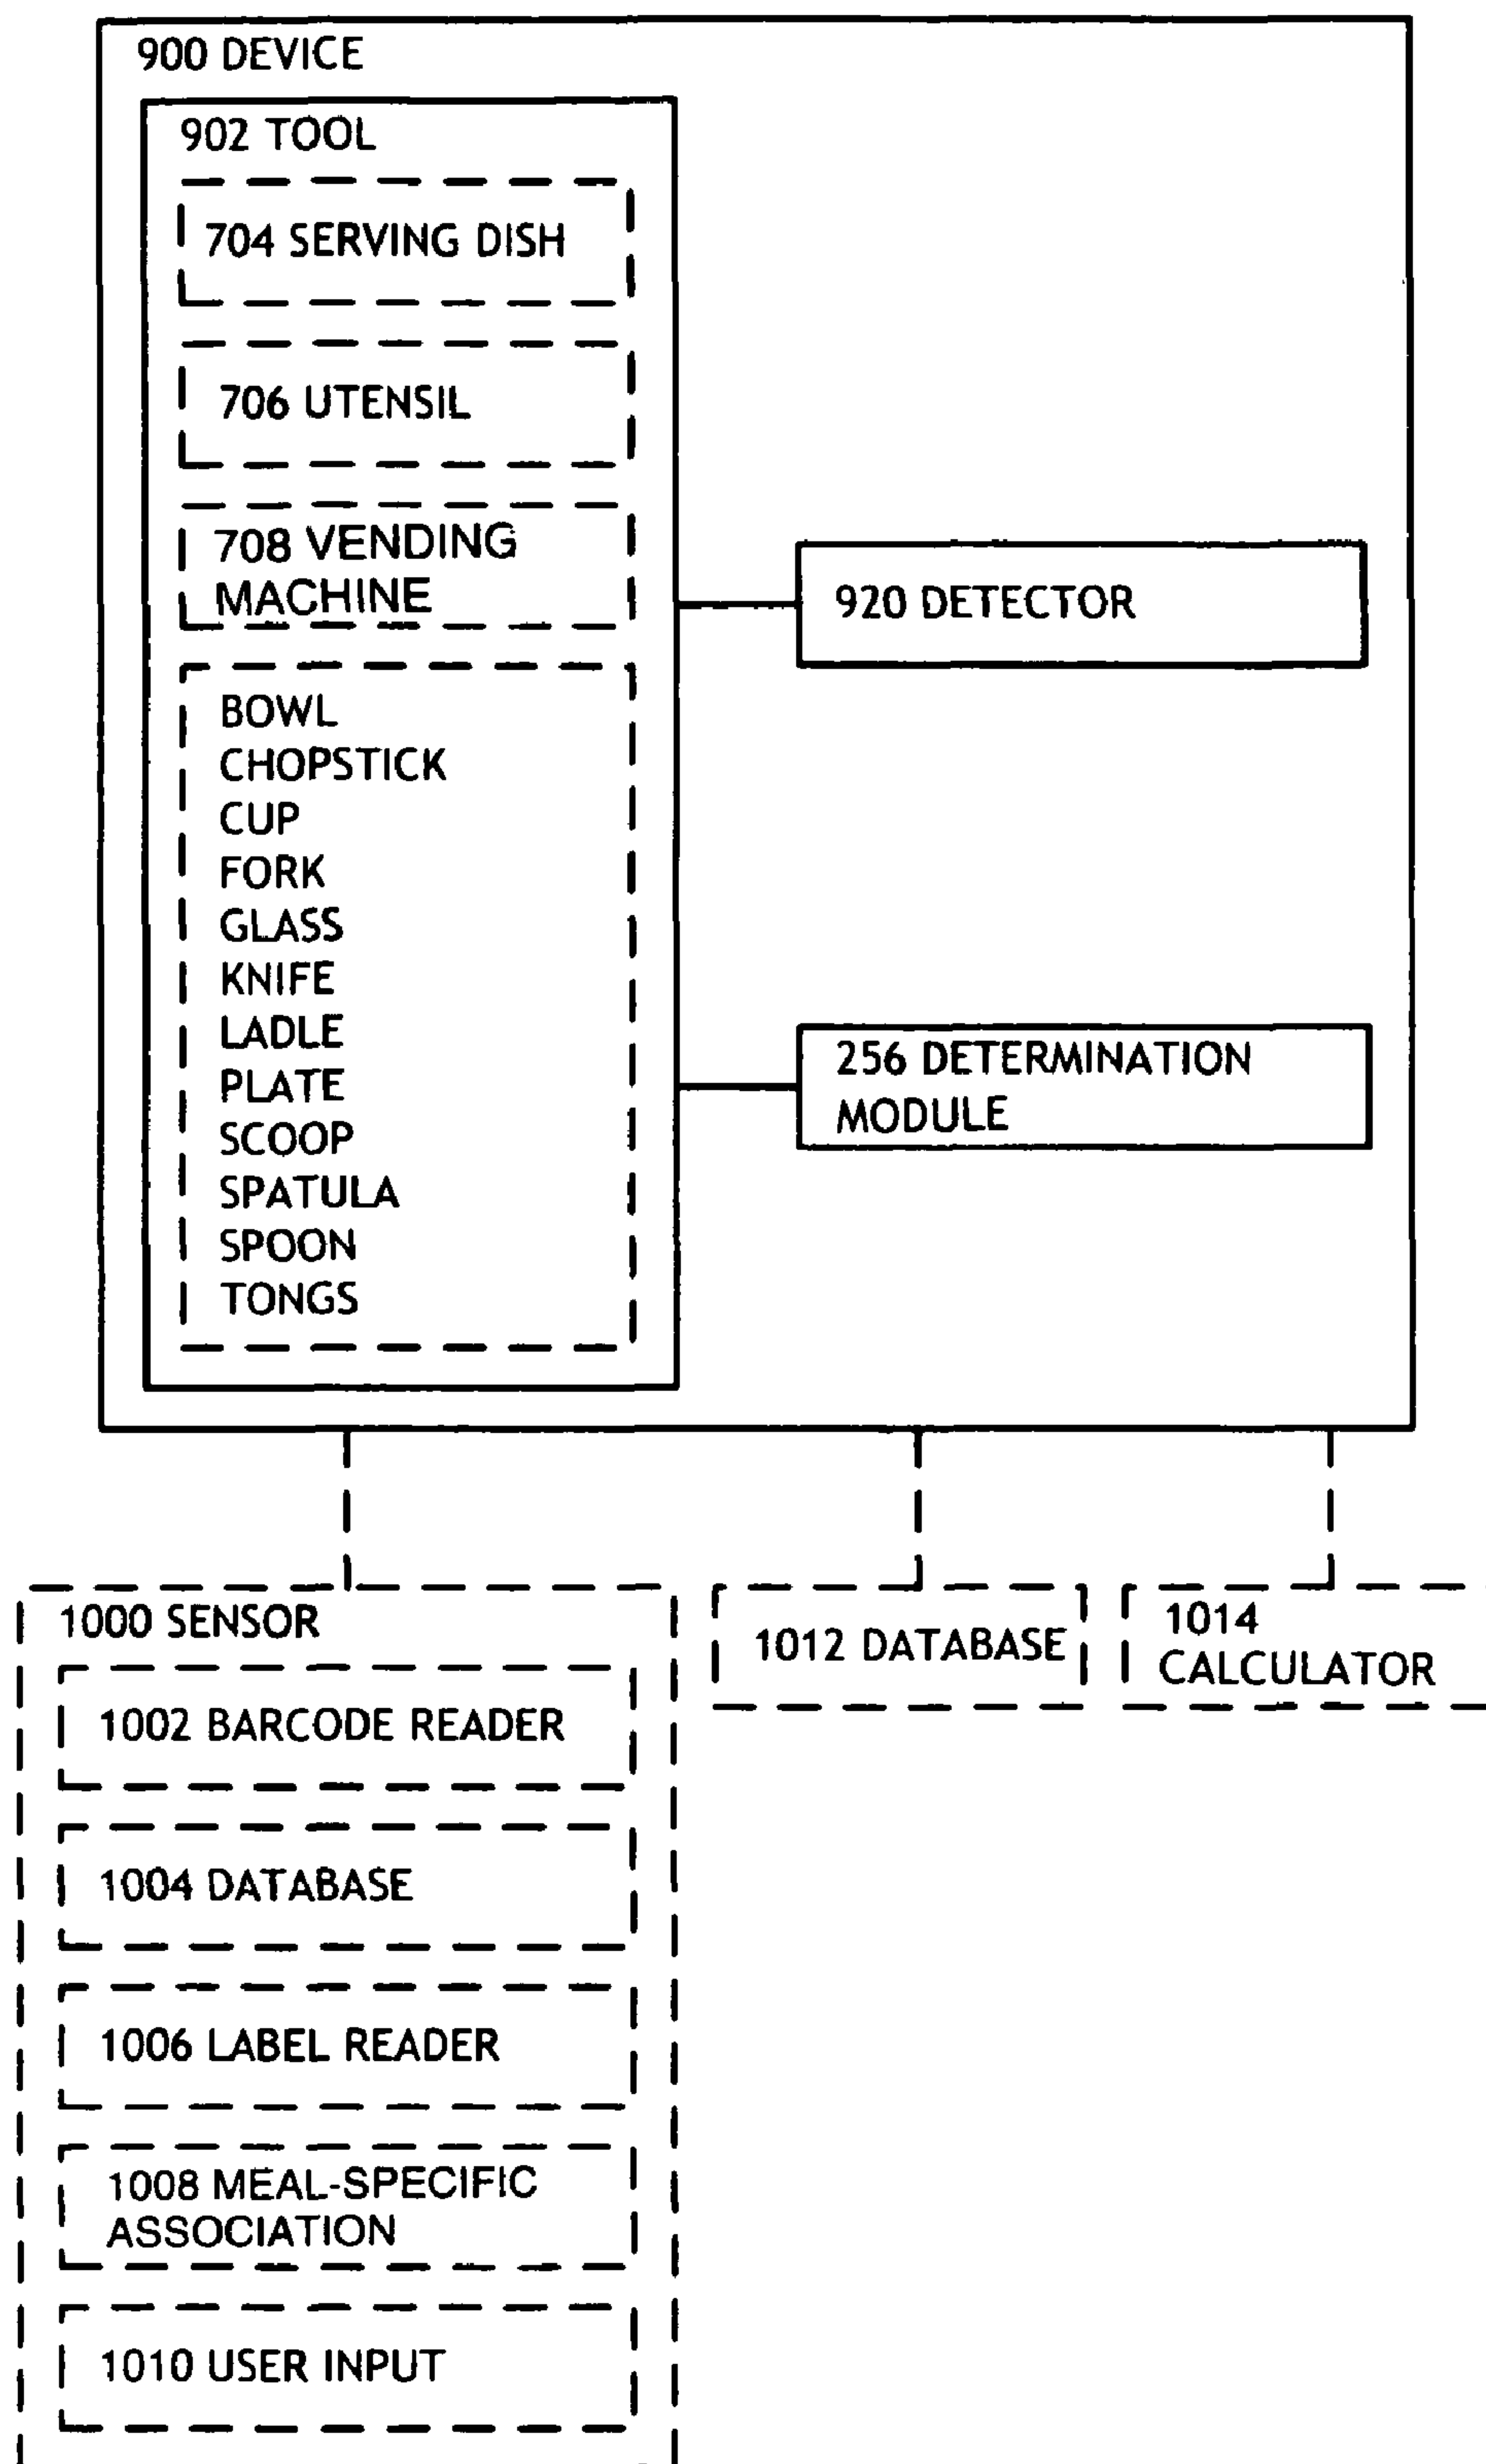 900 DEVICE
902 TOOL
704 SERVING DISH
706 UTENSIL
708 VENDING
MACHINE
BOWL
CHOPSTICK
CUP
FORK
GLASS
KNIFE
LADLE
PLATE
SCOOP
SPATULA
SPOON
TONGS
920 DETECTOR
256 DETERMINATION
MODULE
1000 SENSOR
1002 BARCODE READER
1004 DATABASE
1006 LABEL READER
1008 MEAL-SPECIFIC
ASSOCIATION
1010 USER INPUT
1012 DATABASE
1014
CALCULATOR